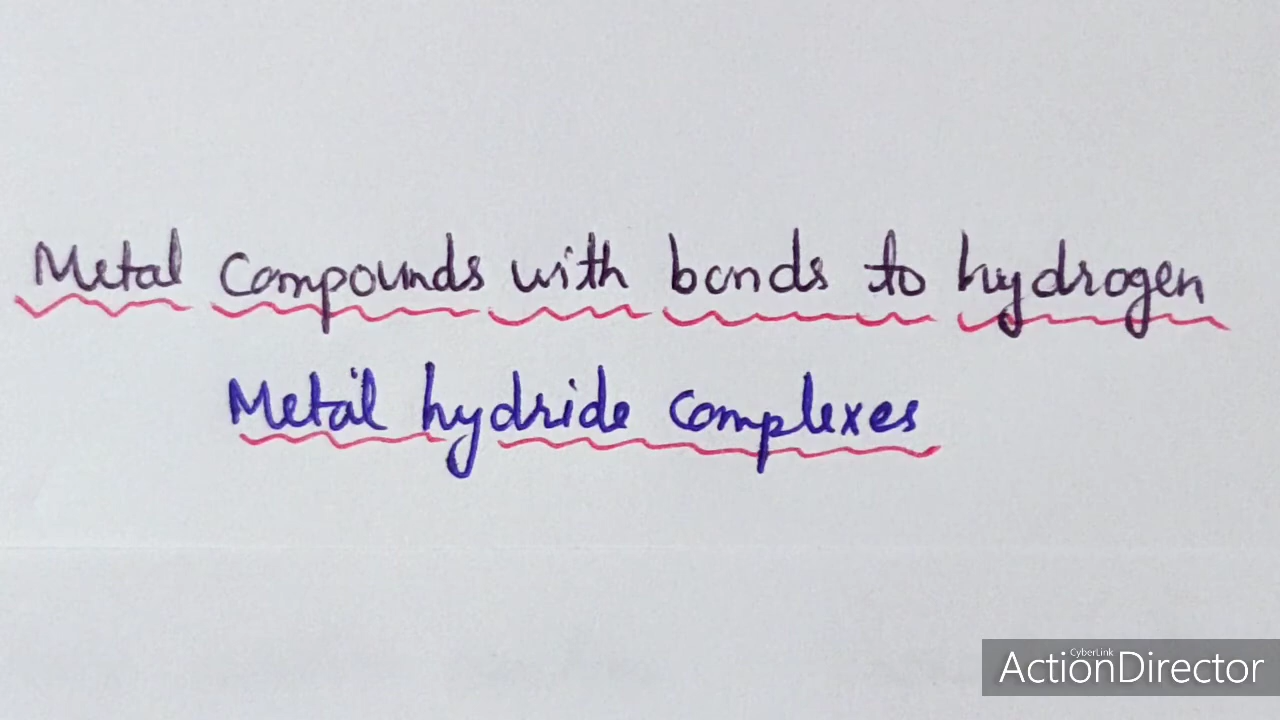 Metal Compounds with bonds to hydrogen
Metal hydride complexes
CyberLink
ActionDirector